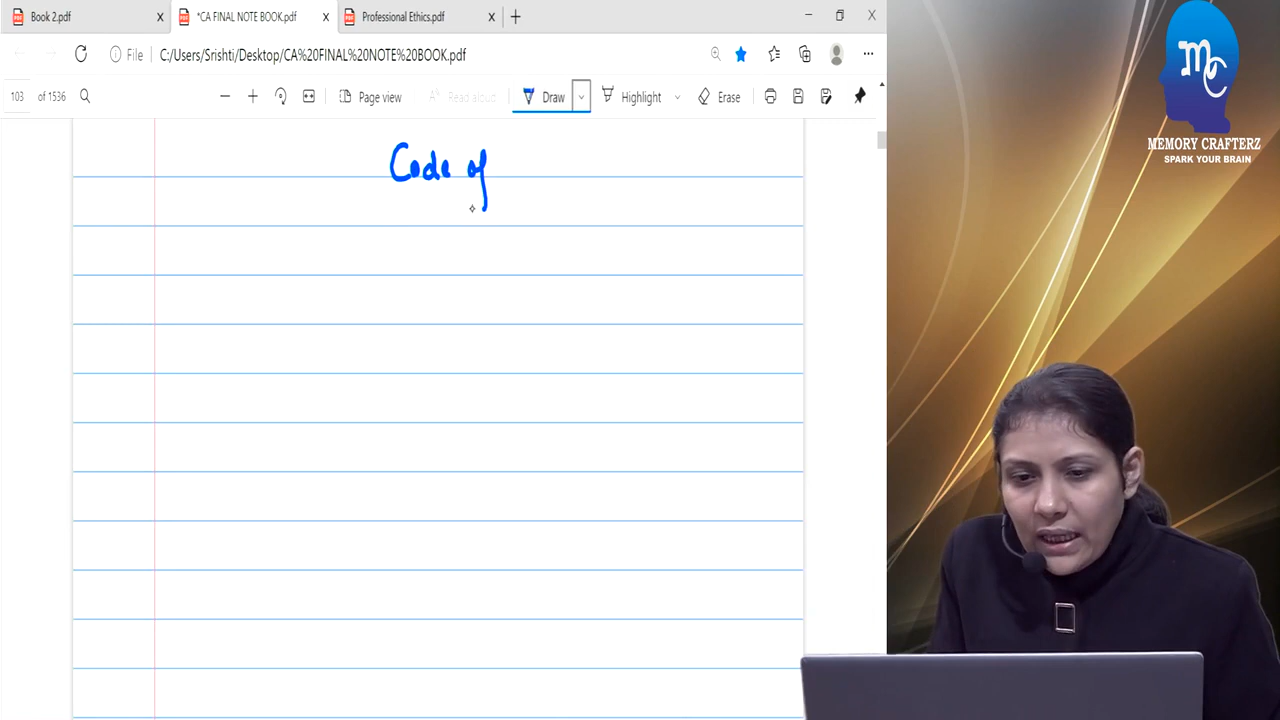 Book 2.pdf
*CA FINAL NOTE BOOK.pdf
Professional Ethics.pdf
File
C:/Users/Srishti/Desktop/CA%20FINAL%20NOTE%20BOOK.pdf
103 of 1536
Page view
Read aloud
Draw
Highlight
Erase
Code of
MC
MEMORY CRAFTERZ
SPARK YOUR BRAIN